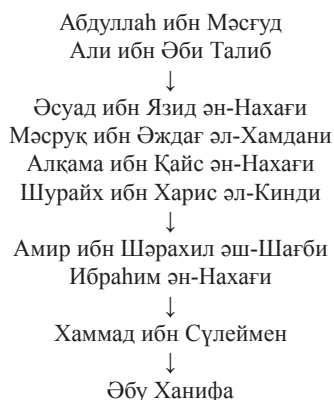 Абдуллаһ ибн Мәсғуд
Али ибн Әби Талиб
↓
Әсуад ибн Язид ән-Нахағи
Мәсруқ ибн Әждағ әл-Хамдани
Алқама ибн Қайс ән-Нахағи
Шурайх ибн Харис әл-Кинди
↓
Амир ибн Шәрахил әш-Шағби
Ибраһим ән-Нахағи
↓
Хаммад ибн Сүлеймен
↓
Әбу Ханифа